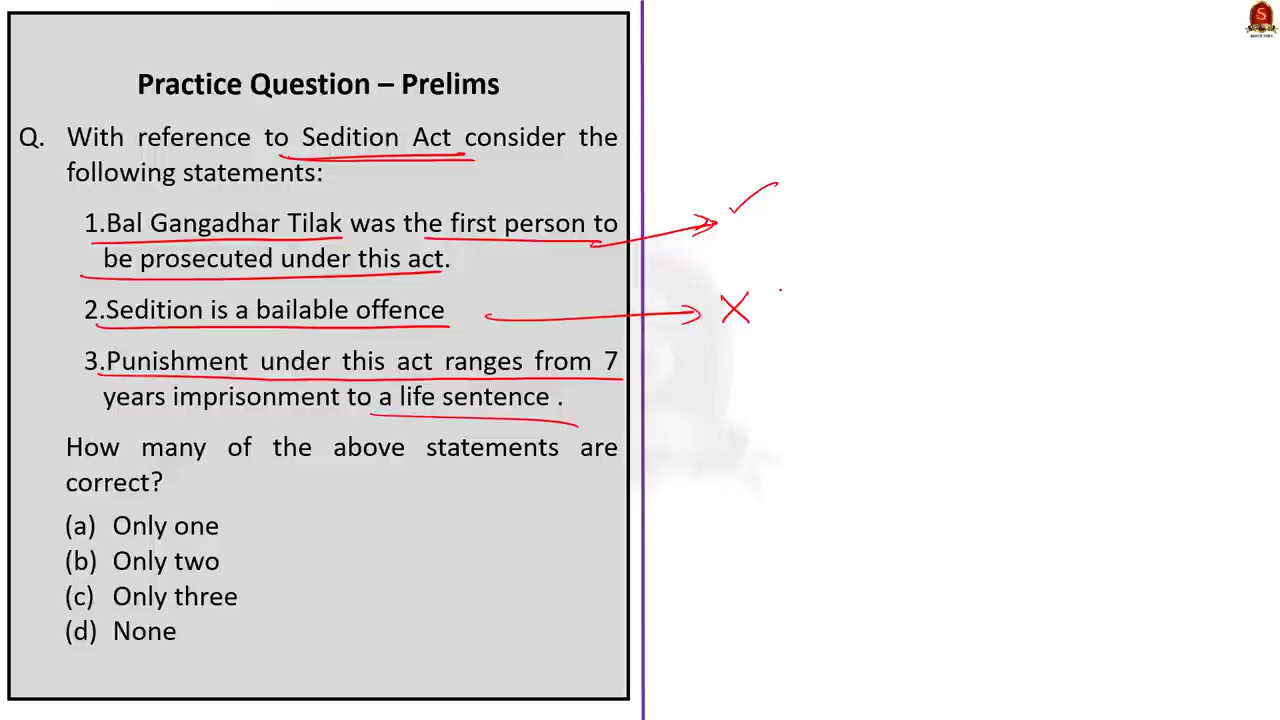 Practice Question – Prelims
Q. With reference to Sedition Act consider the
following statements:
1.Bal Gangadhar Tilak was the first person to
be prosecuted under this act.
2.Sedition is a bailable offence
3.Punishment under this act ranges from 7
years imprisonment to a life sentence .
How many of the above statements are
correct?
(a) Only one
(b) Only two
(c) Only three
(d) None